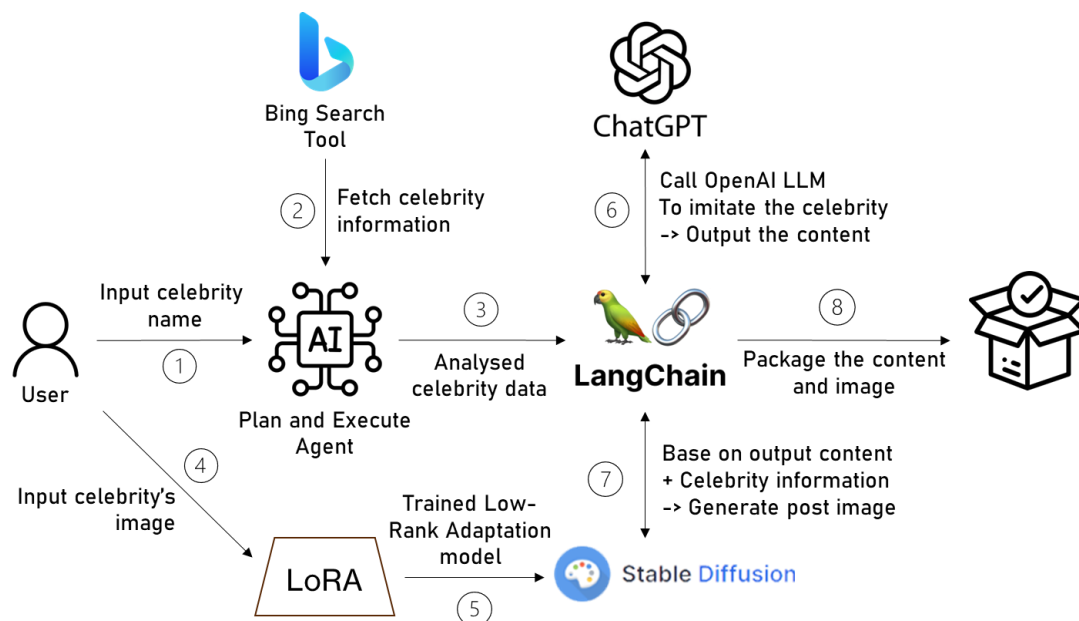 Bing Search
Tool
ChatGPT
2
Fetch celebrity
information
6
Call OpenAI LLM
To imitate the celebrity
-> Output the content
Input celebrity
name
1
User
AI
Plan and Execute
Agent
3
Analysed
celebrity data
LangChain
8
Package the content
and image
4
Input celebrity's
image
LoRA
Trained Low-
Rank Adaptation
model
5
7
Base on output content
+ Celebrity information
-> Generate post image
Stable Diffusion